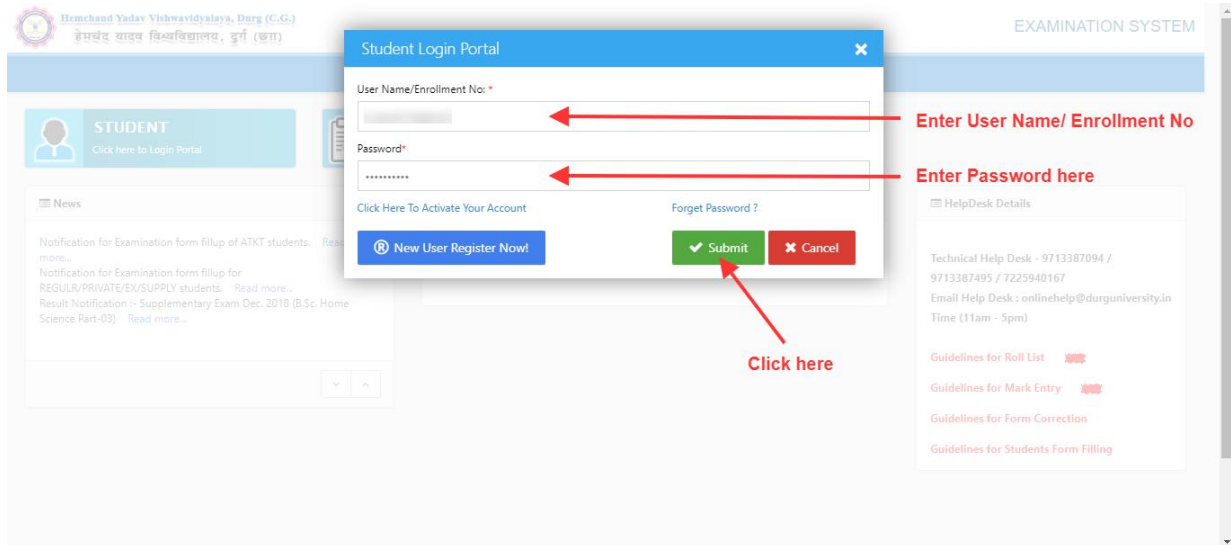 Hemchand Yadav Vishwavidyalaya, Durg (C.G.)
हेमचंद यादव विश्वविद्यालय, दुर्ग (छग)
EXAMINATION SYSTEM
Student Login Portal
User Name/Enrollment No: *
Enter User Name/ Enrollment No
STUDENT
Click here to Login Portal
Password*
••••••••••
Enter Password here
Click Here To Activate Your Account
Forget Password ?
® New User Register Now!
Submit
Cancel
Click here
News
Notification for Examination form fillup of ATKT students. Read
more...
Notification for Examination form fillup for
REGULR/PRIVATE/EX/SUPPLY students. Read more...
Result Notification :- Supplementary Exam Dec. 2018 (B.Sc. Home
Science Part-03) Read more...
HelpDesk Details
Technical Help Desk - 9713387094 /
9713387495 / 7225940167
Email Help Desk : onlinehelp@durguniversity.in
Time (11am - 5pm)
Guidelines for Roll List
Guidelines for Mark Entry
Guidelines for Form Correction
Guidelines for Students Form Filling